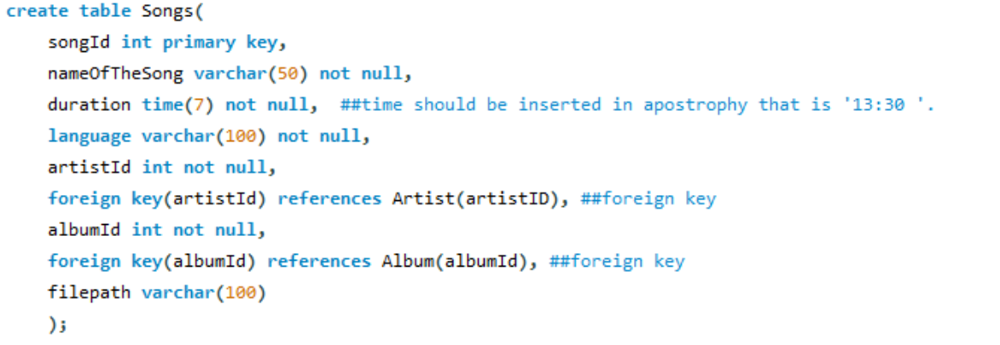 create table Songs(
songId int primary key,
nameOfTheSong varchar(50) not null,
duration time(7) not null,  ##time should be inserted in apostrophy that is '13:30 '.
language varchar(100) not null,
artistId int not null,
foreign key(artistId) references Artist(artistID), ##foreign key
albumId int not null,
foreign key(albumId) references Album(albumId), ##foreign key
filepath varchar(100)
);